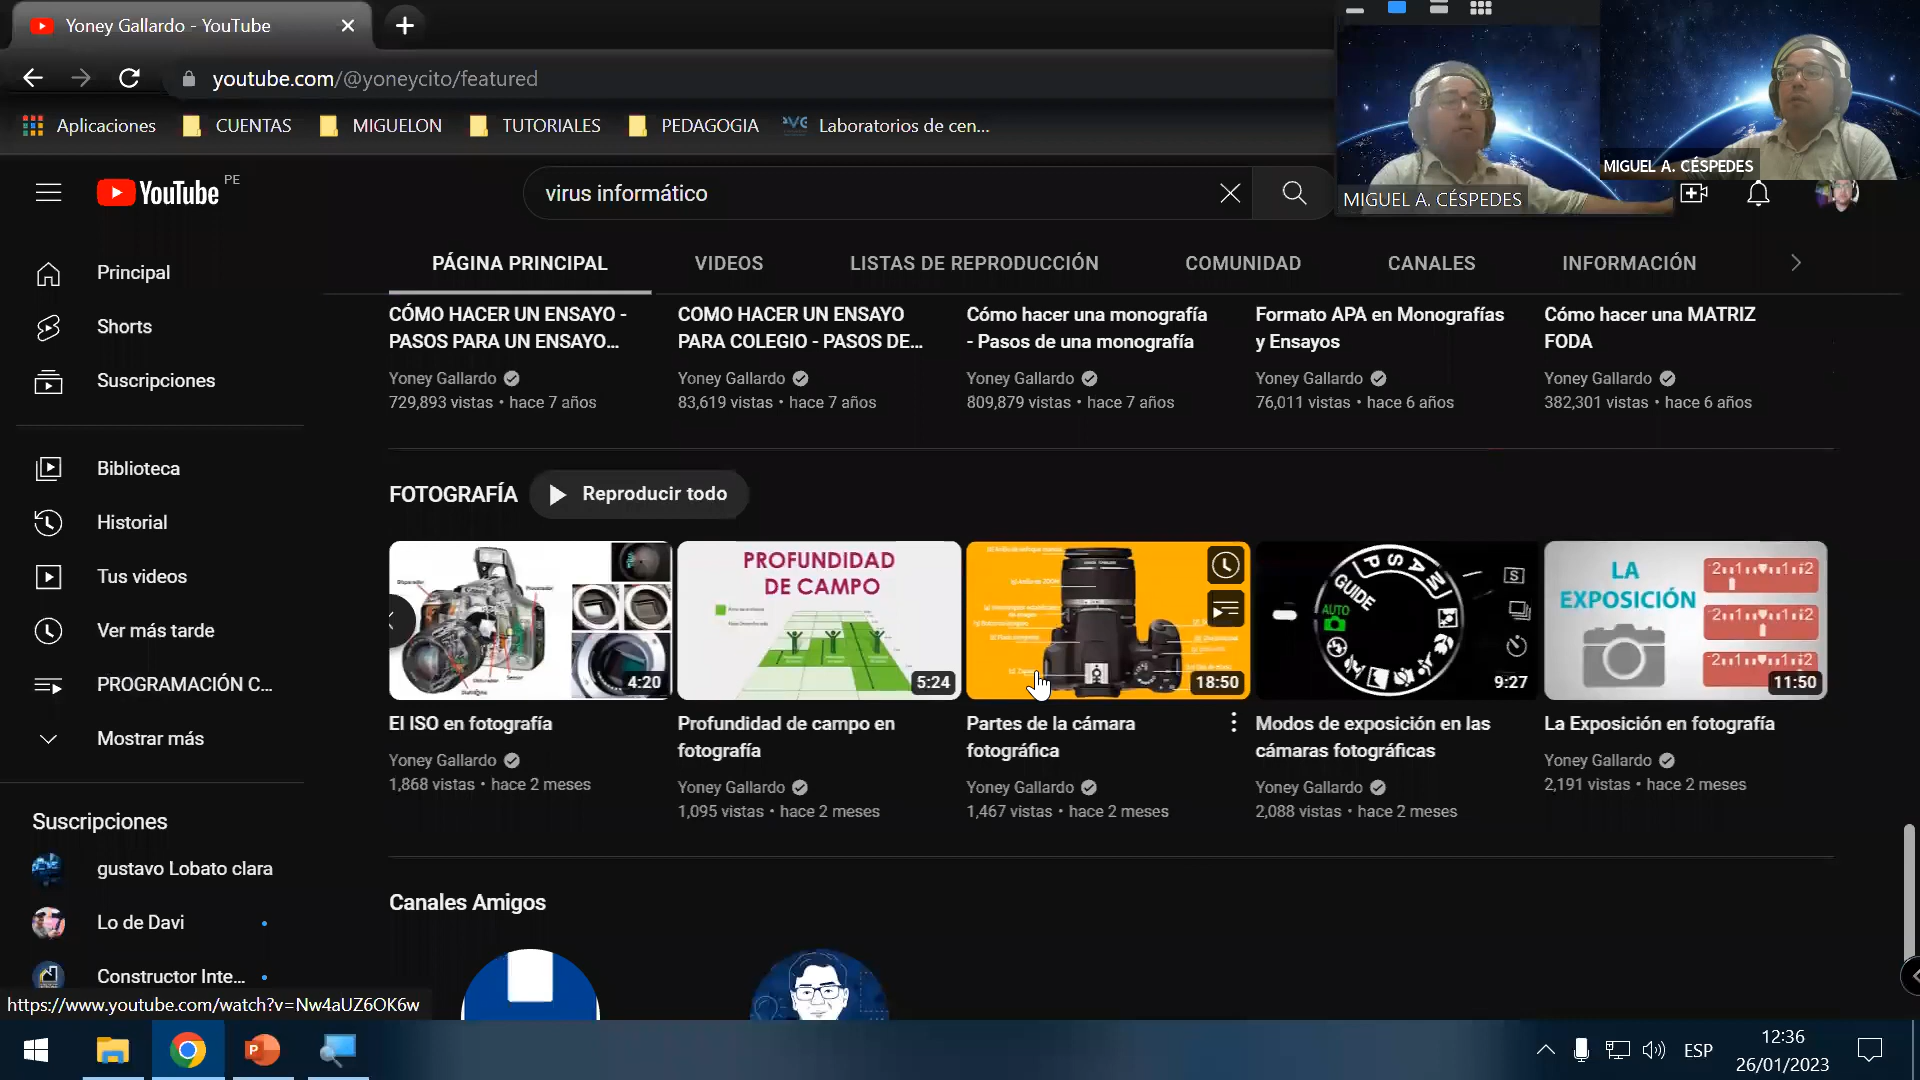 Yoney Gallardo - YouTube
youtube.com/@yoneycito/featured
Aplicaciones
CUENTAS
MIGUELON
TUTORIALES
PEDAGOGIA
Laboratorios de cen...
MIGUEL A. CÉSPEDES
MIGUEL A. CÉSPEDES
YouTube PE
virus informático
PÁGINA PRINCIPAL
VIDEOS
LISTAS DE REPRODUCCIÓN
COMUNIDAD
CANALES
INFORMACIÓN
Principal
Shorts
Suscripciones
Biblioteca
Historial
Tus videos
Ver más tarde
PROGRAMACIÓN C...
Mostrar más
Suscripciones
gustavo Lobato clara
Lo de Davi
Constructor Inte...
CÓMO HACER UN ENSAYO -
PASOS PARA UN ENSAYO...
Yoney Gallardo
729,893 vistas • hace 7 años
COMO HACER UN ENSAYO
PARA COLEGIO - PASOS DE...
Yoney Gallardo
83,619 vistas • hace 7 años
Cómo hacer una monografía
- Pasos de una monografía
Yoney Gallardo
809,879 vistas • hace 7 años
Formato APA en Monografías
y Ensayos
Yoney Gallardo
76,011 vistas • hace 6 años
Cómo hacer una MATRIZ
FODA
Yoney Gallardo
382,301 vistas • hace 6 años
FOTOGRAFÍA
Reproducir todo
4:20
El ISO en fotografía
Yoney Gallardo
1,868 vistas • hace 2 meses
PROFUNDIDAD
DE CAMPO
5:24
Profundidad de campo en
fotografía
Yoney Gallardo
1,095 vistas • hace 2 meses
18:50
Partes de la cámara
fotográfica
Yoney Gallardo
1,467 vistas • hace 2 meses
GUIDE
AUTO
P S A M
S
9:27
Modos de exposición en las
cámaras fotográficas
Yoney Gallardo
2,088 vistas • hace 2 meses
LA
EXPOSICIÓN
11:50
La Exposición en fotografía
Yoney Gallardo
2,191 vistas • hace 2 meses
Canales Amigos
https://www.youtube.com/watch?v=Nw4aUZ6OK6w
ESP
12:36
26/01/2023